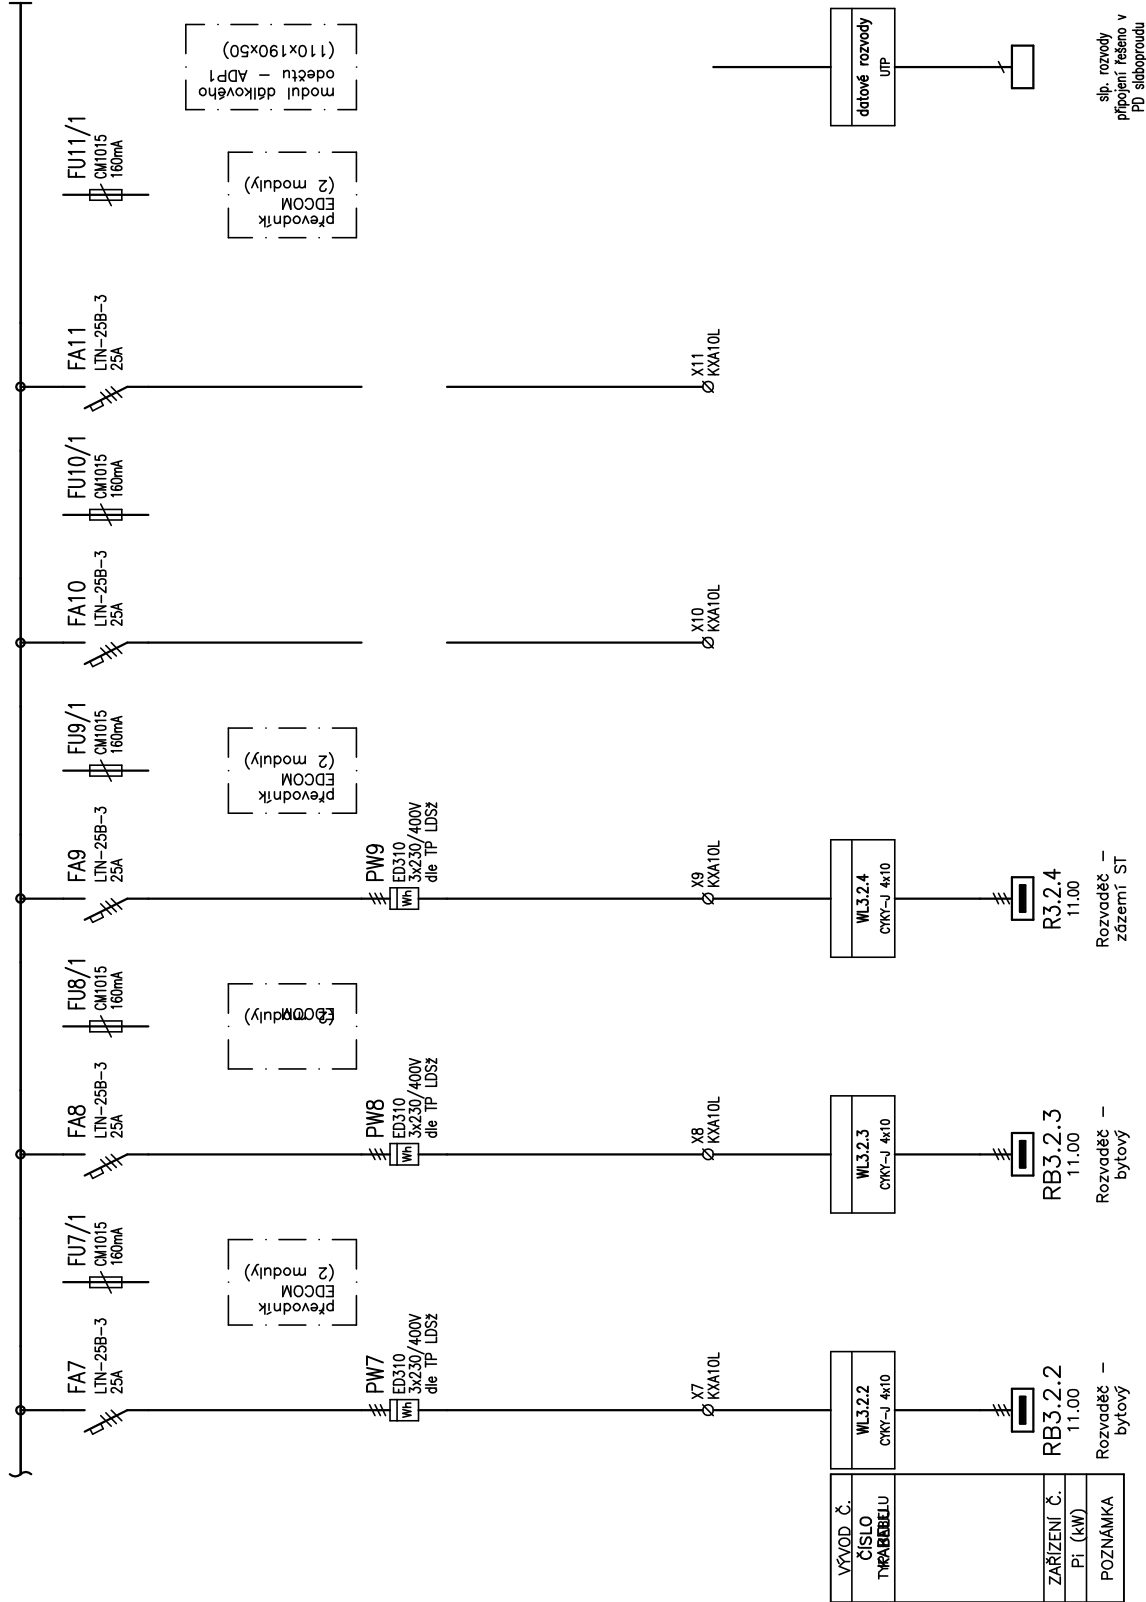 FA7
LTN-25B-3
25A
FU7/1
CM1015
160mA
FA8
LTN-25B-3
25A
FU8/1
CM1015
160mA
FA9
LTN-25B-3
25A
FU9/1
CM1015
160mA
FA10
LTN-25B-3
25A
FU10/1
CM1015
160mA
FA11
LTN-25B-3
25A
FU11/1
CM1015
160mA
převodník
EDCOM
(2 moduly)
EDCOM
(2 moduly)
převodník
EDCOM
(2 moduly)
převodník
EDCOM
(2 moduly)
modul dálkového
odečtu – ADP1
(110x190x50)
PW7
ED310
3x230/400V
dle TP LDSž
Wh
PW8
ED310
3x230/400V
dle TP LDSž
Wh
PW9
ED310
3x230/400V
dle TP LDSž
Wh
X7
KXA10L
X8
KXA10L
X9
KXA10L
X10
KXA10L
X11
KXA10L
VÝVOD Č.
ČÍSLO
WL3.2.2
CYKY-J 4x10
WL3.2.3
CYKY-J 4x10
WL3.2.4
CYKY-J 4x10
datové rozvody
UTP
ZAŘÍZENÍ Č.
RB3.2.2
RB3.2.3
R3.2.4
Pi (kW)
11.00
11.00
11.00
POZNÁMKA
Rozvaděč –
bytový
Rozvaděč –
bytový
Rozvaděč –
zázemí ST
slp. rozvody
připojení řešeno v
PD slaboproudu